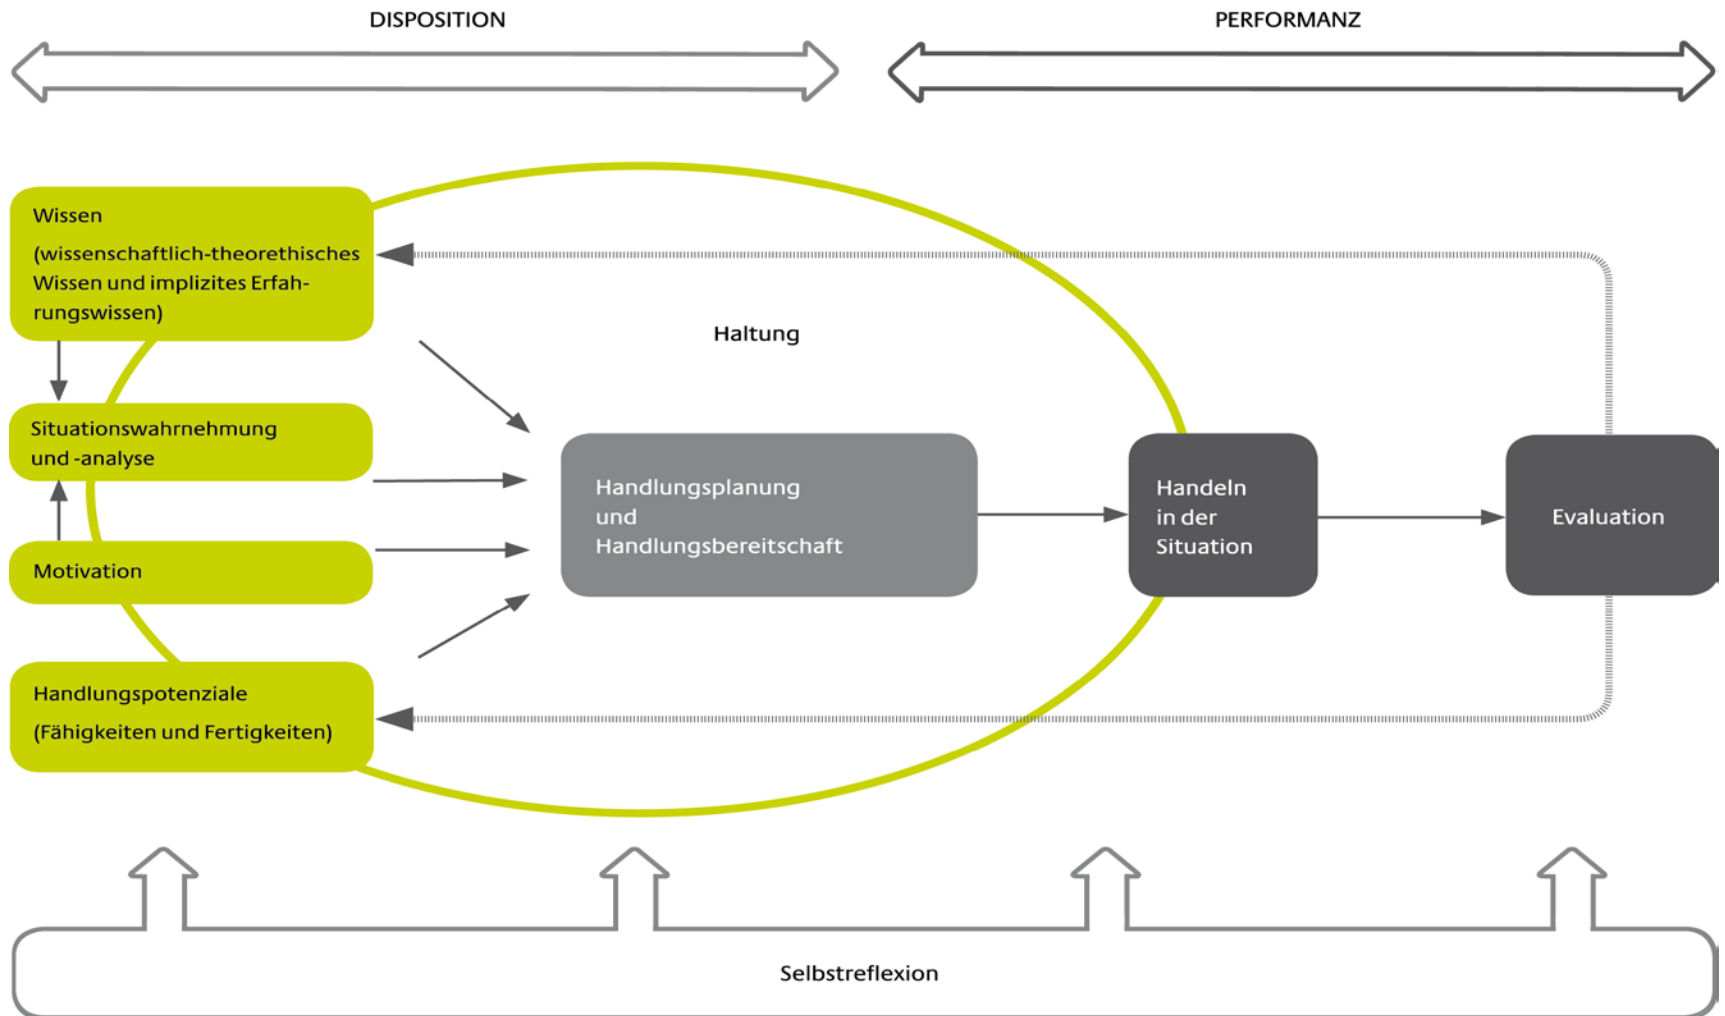 DISPOSITION
PERFORMANZ
Wissen
(wissenschaftlich-theorethisches
Wissen und implizites Erfah-
rungswissen)
Haltung
Situationswahrnehmung
und -analyse
Motivation
Handlungspotenziale
(Fähigkeiten und Fertigkeiten)
Handlungsplanung
und
Handlungsbereitschaft
Handeln
in der
Situation
Evaluation
Selbstreflexion